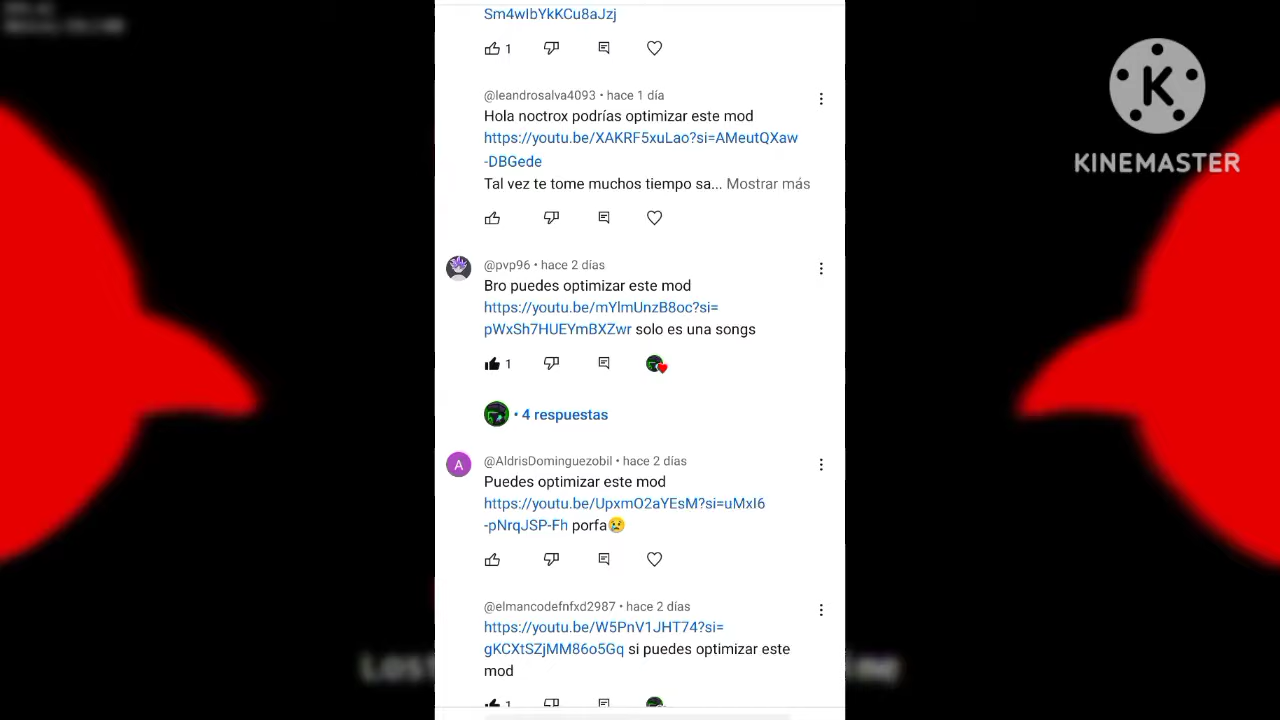 Sm4wIbYkKCu8aJzj
1
@leandrosalva4093 • hace 1 día
Hola noctrox podrías optimizar este mod
https://youtu.be/XAKRF5xuLao?si=AMeutQXaw
-DBGede
Tal vez te tome muchos tiempo sa... Mostrar más
@pvp96 • hace 2 días
Bro puedes optimizar este mod
https://youtu.be/mYlmUnzB8oc?si=
pWxSh7HUEYmBXZwr solo es una songs
1
• 4 respuestas
A
@AldrisDominguezobil • hace 2 días
Puedes optimizar este mod
https://youtu.be/UpxmO2aYEsM?si=uMxI6
-pNrqJSP-Fh porfa😢
@elmancodefnfxd2987 • hace 2 días
https://youtu.be/W5PnV1JHT74?si=
gKCXtSZjMM86o5Gq si puedes optimizar este
mod
1
K
KINEMASTER